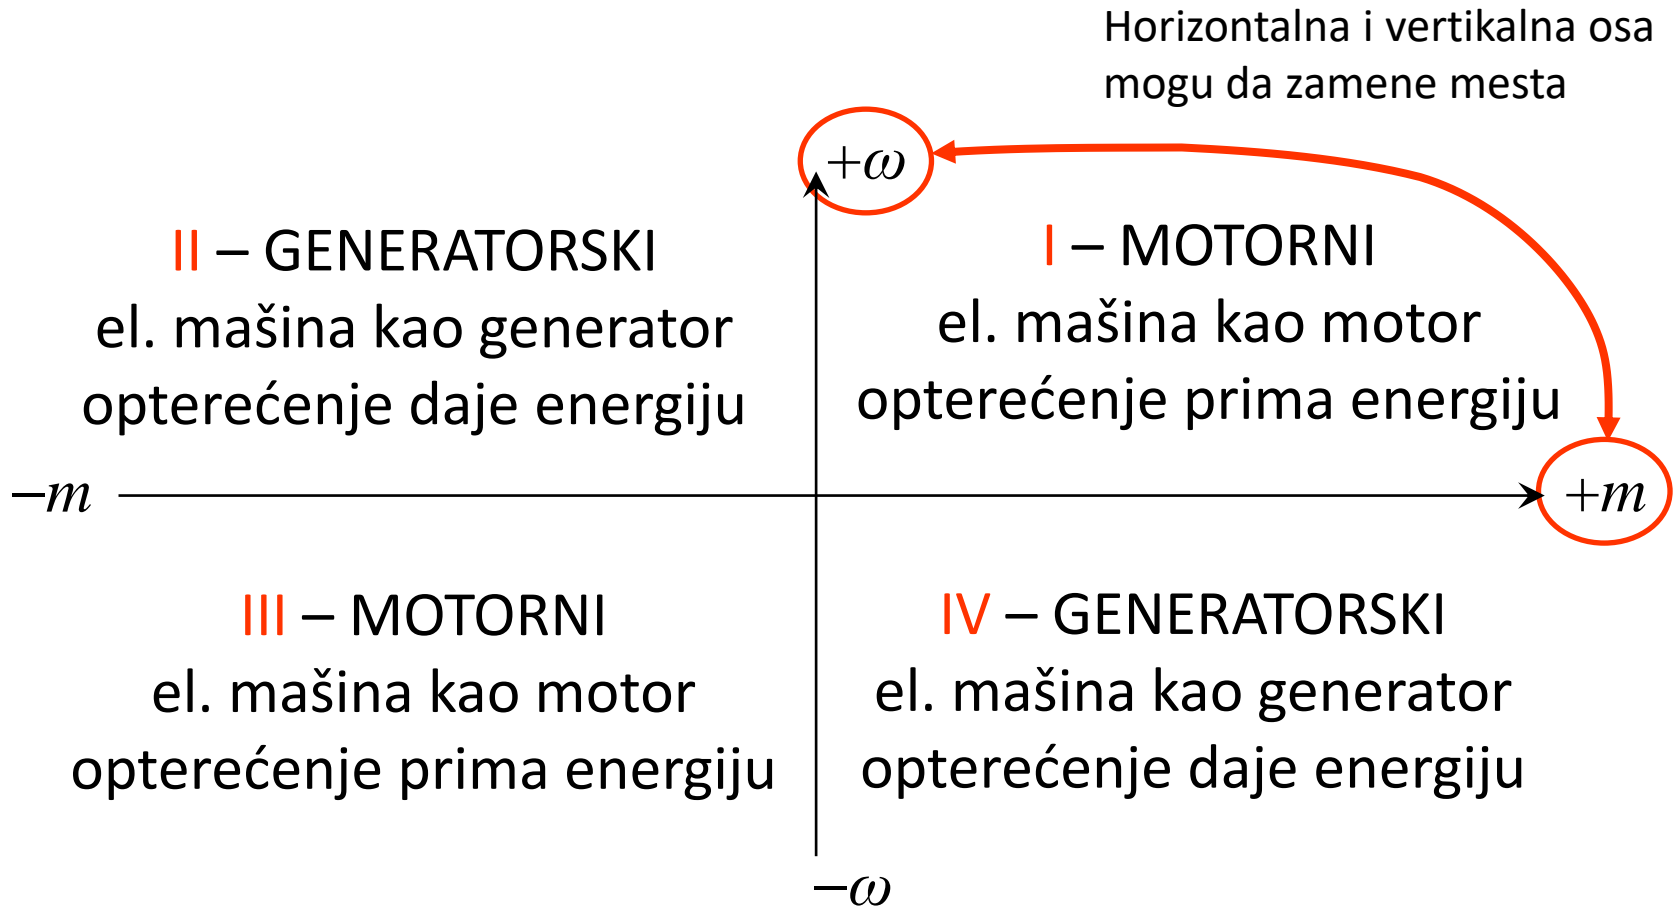 Horizontalna i vertikalna osa
mogu da zamene mesta
+ω
II – GENERATORSKI
el. mašina kao generator
opterećenje daje energiju
I – MOTORNI
el. mašina kao motor
opterećenje prima energiju
−m
+m
III – MOTORNI
el. mašina kao motor
opterećenje prima energiju
IV – GENERATORSKI
el. mašina kao generator
opterećenje daje energiju
−ω